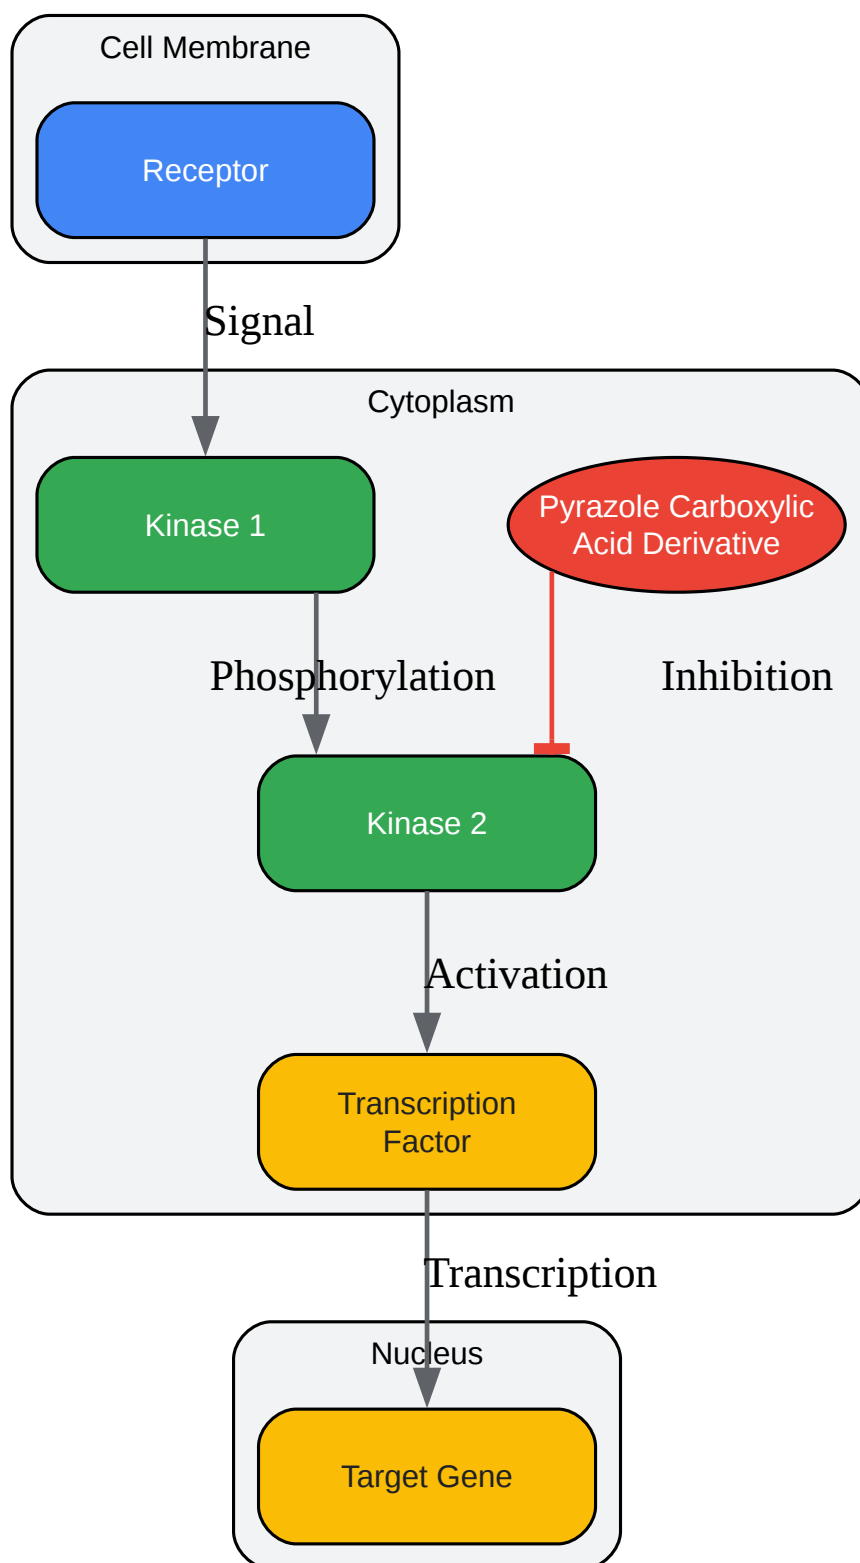 Cell Membrane
Receptor
Signal
Cytoplasm
Kinase 1
Pyrazole Carboxylic
Acid Derivative
Phosphorylation
Inhibition
Kinase 2
Activation
Transcription
Factor
Transcription
Nucleus
Target Gene